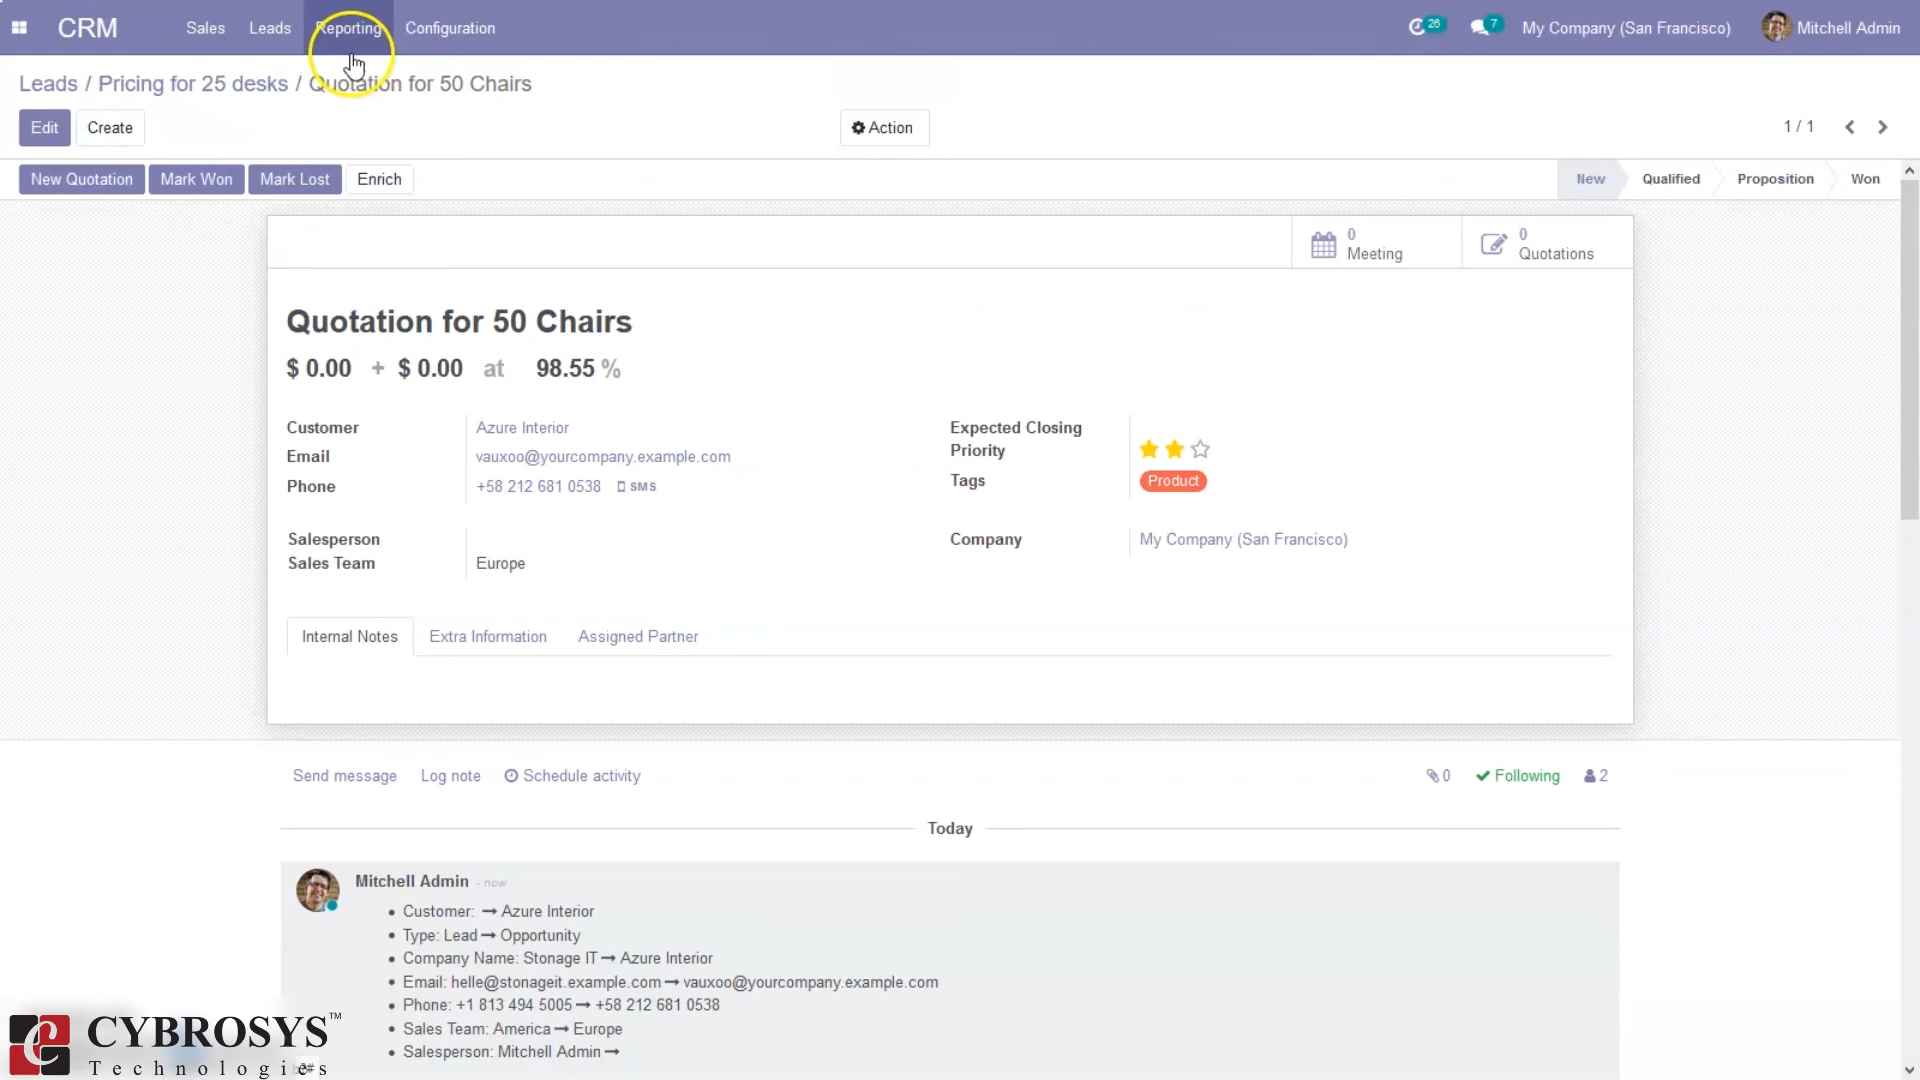 CRM Sales Leads Reporting Configuration 26 7 My Company (San Francisco) Mitchell Admin
Leads / Pricing for 25 desks / Quotation for 50 Chairs
Edit Create Action 1 / 1
New Quotation Mark Won Mark Lost Enrich New Qualified Proposition Won
0 Meeting
0 Quotations
Quotation for 50 Chairs
$ 0.00 + $ 0.00 at 98.55 %
Customer Azure Interior
Email vauxoo@yourcompany.example.com
Phone +58 212 681 0538 SMS
Expected Closing
Priority
Tags Product
Salesperson
Sales Team Europe
Company My Company (San Francisco)
Internal Notes Extra Information Assigned Partner
Send message Log note Schedule activity 0 Following 2
Today
Mitchell Admin - now
Customer: → Azure Interior
Type: Lead → Opportunity
Company Name: Stonage IT → Azure Interior
Email: helle@stonageit.example.com → vauxoo@yourcompany.example.com
Phone: +1 813 494 5005 → +58 212 681 0538
Sales Team: America → Europe
Salesperson: Mitchell Admin →
CYBROSYS™
Technologies